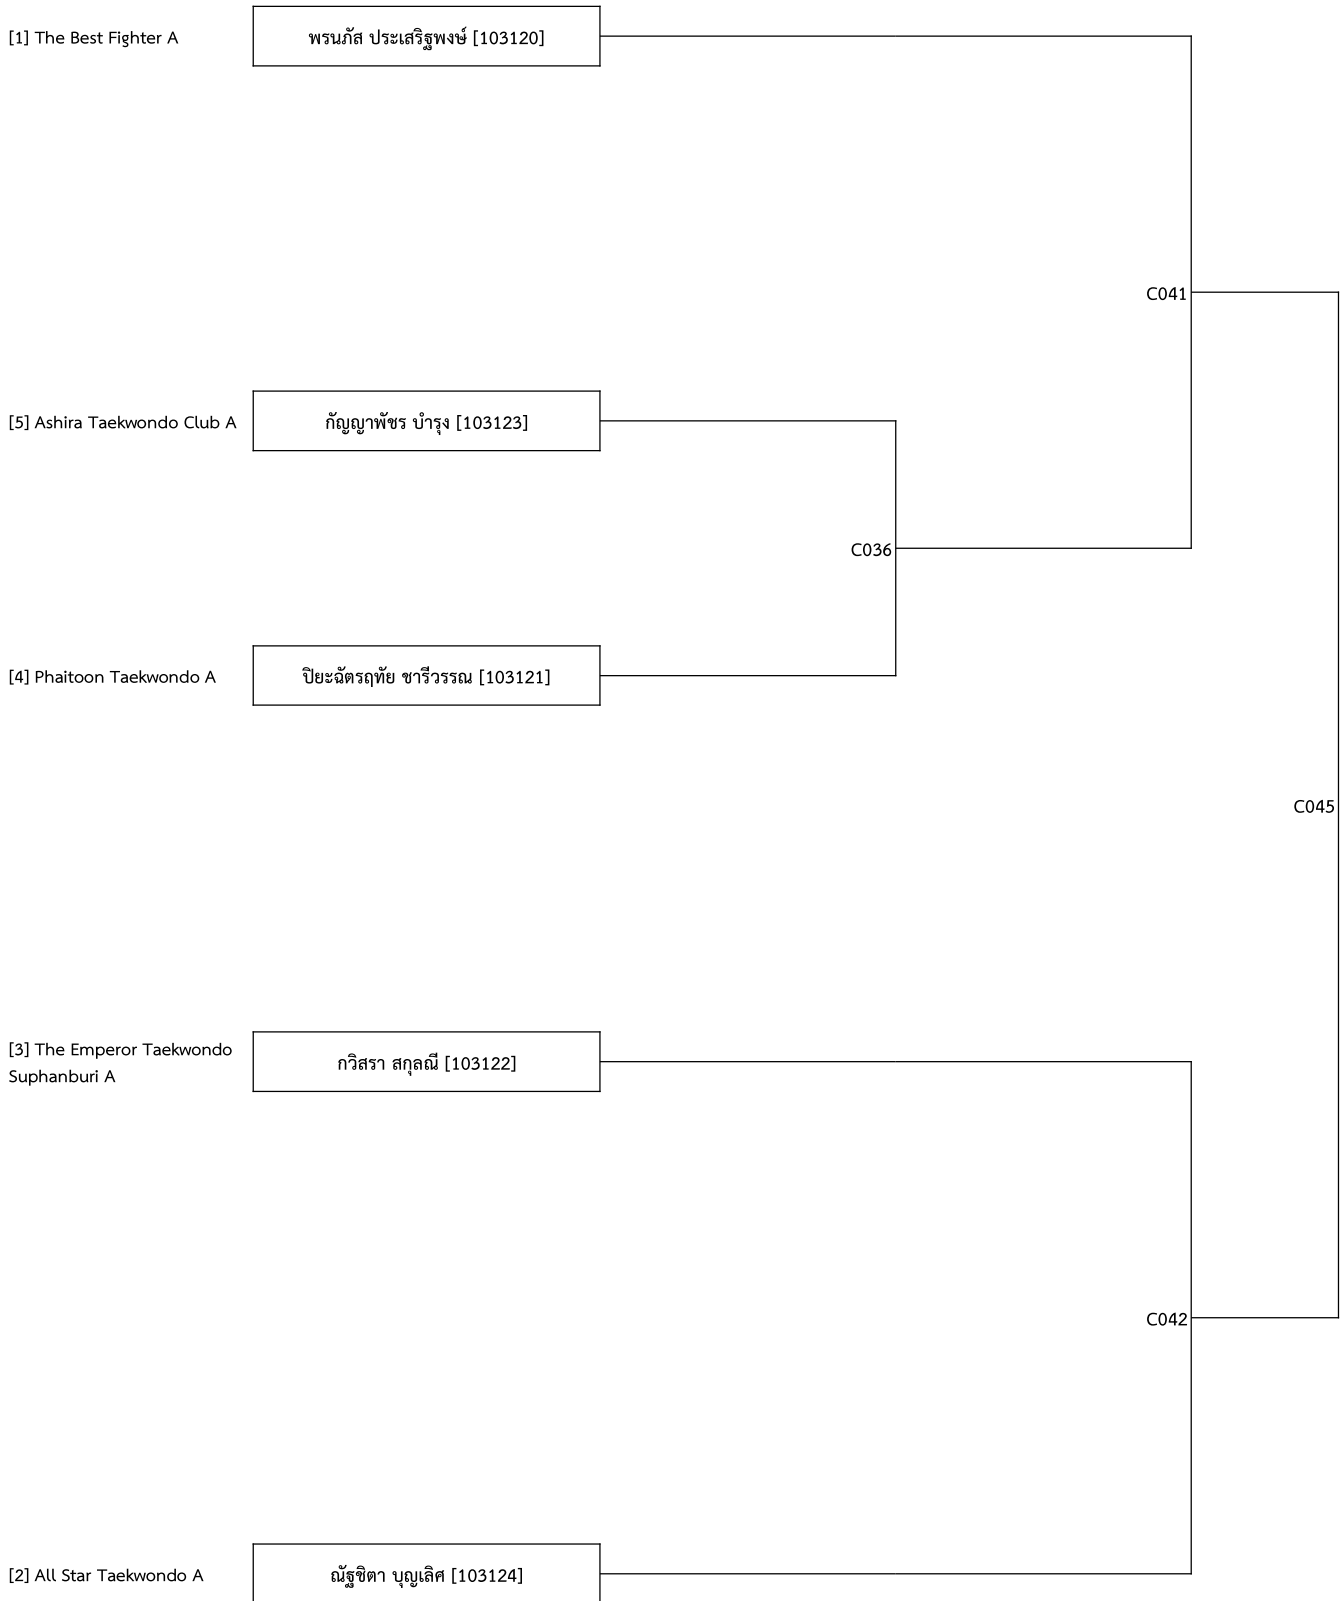 [1] The Best Fighter A
พรนภัส ประเสริฐพงษ์ [103120]
C041
[5] Ashira Taekwondo Club A
กัญญาพัชร บำรุง [103123]
C036
[4] Phaitoon Taekwondo A
ปิยะฉัตรฤทัย ชารีวรรณ [103121]
C045
[3] The Emperor Taekwondo
Suphanburi A
กวิสรา สกุลณี [103122]
C042
[2] All Star Taekwondo A
ณัฐชิตา บุญเลิศ [103124]